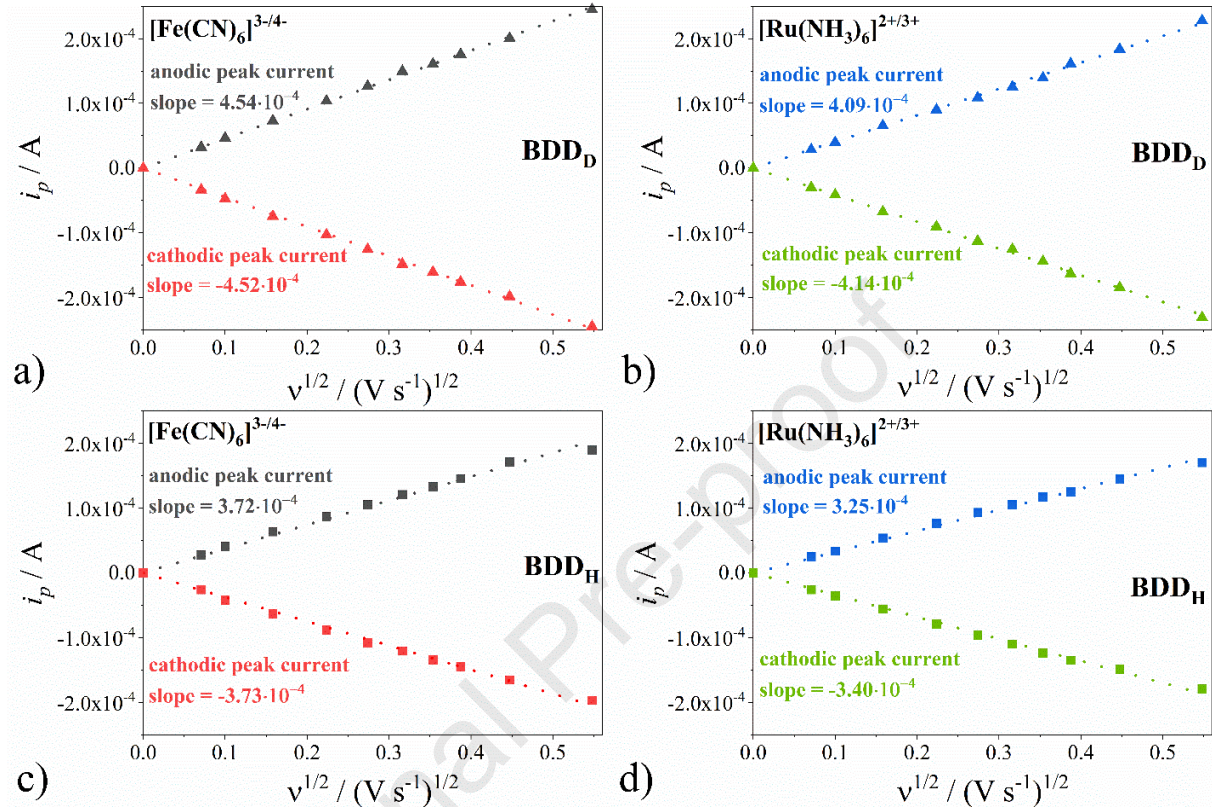 [Fe(CN)6]3-/4-
anodic peak current
slope = 4.54·10–4
BDDD
cathodic peak current
slope = -4.52·10–4
2.0x10-4
1.0x10-4
0.0
-1.0x10-4
-2.0x10-4
ip / A
0.0 0.1 0.2 0.3 0.4 0.5
ν1/2 / (V s-1)1/2
a)
[Ru(NH3)6]2+/3+
anodic peak current
slope = 4.09·10–4
BDDD
cathodic peak current
slope = -4.14·10–4
2.0x10-4
1.0x10-4
0.0
-1.0x10-4
-2.0x10-4
ip / A
0.0 0.1 0.2 0.3 0.4 0.5
ν1/2 / (V s-1)1/2
b)
[Fe(CN)6]3-/4-
anodic peak current
slope = 3.72·10-4
BDDH
cathodic peak current
slope = -3.73·10–4
2.0x10-4
1.0x10-4
0.0
-1.0x10-4
-2.0x10-4
ip / A
0.0 0.1 0.2 0.3 0.4 0.5
ν1/2 / (V s-1)1/2
c)
[Ru(NH3)6]2+/3+
anodic peak current
slope = 3.25·10-4
BDDH
cathodic peak current
slope = -3.40·10–4
2.0x10-4
1.0x10-4
0.0
-1.0x10-4
-2.0x10-4
ip / A
0.0 0.1 0.2 0.3 0.4 0.5
ν1/2 / (V s-1)1/2
d)
nal Pre-proof